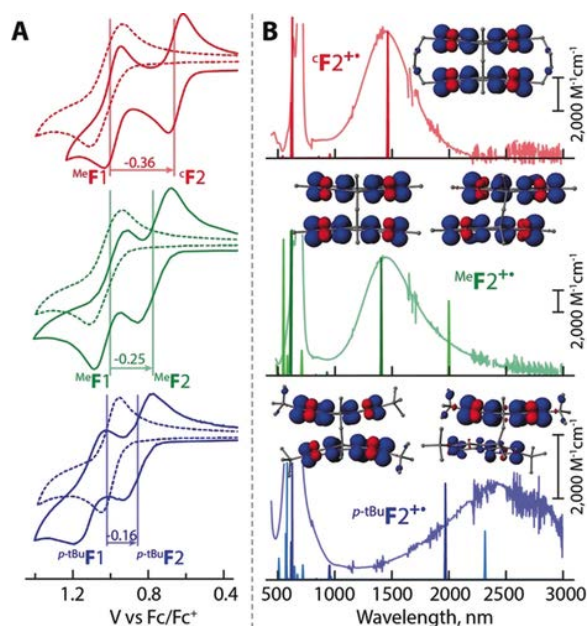 A
B
-0.36
ᴹᵉF1
ᶜF2
-0.25
ᴹᵉF1
ᴹᵉF2
-0.16
p-tBuF1
p-tBuF2
1.2 0.8 0.4
V vs Fc/Fc⁺
ᶜF2⁺•
2,000 M⁻¹cm⁻¹
ᴹᵉF2⁺•
2,000 M⁻¹cm⁻¹
p-tBuF2⁺•
2,000 M⁻¹cm⁻¹
500 1000 1500 2000 2500 3000
Wavelength, nm